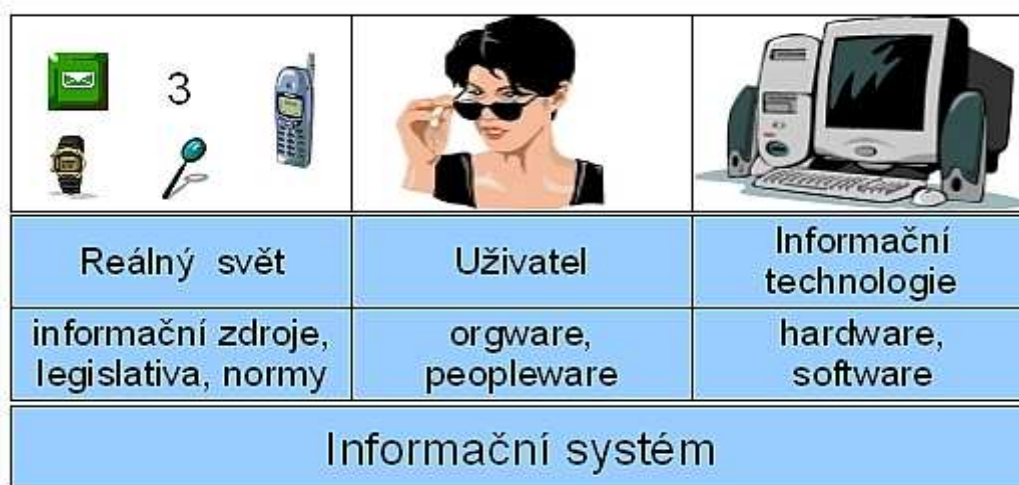 3
Reálný svět
Uživatel
Informační
technologie
informační zdroje,
legislativa, normy
orgware,
peopleware
hardware,
software
Informační systém